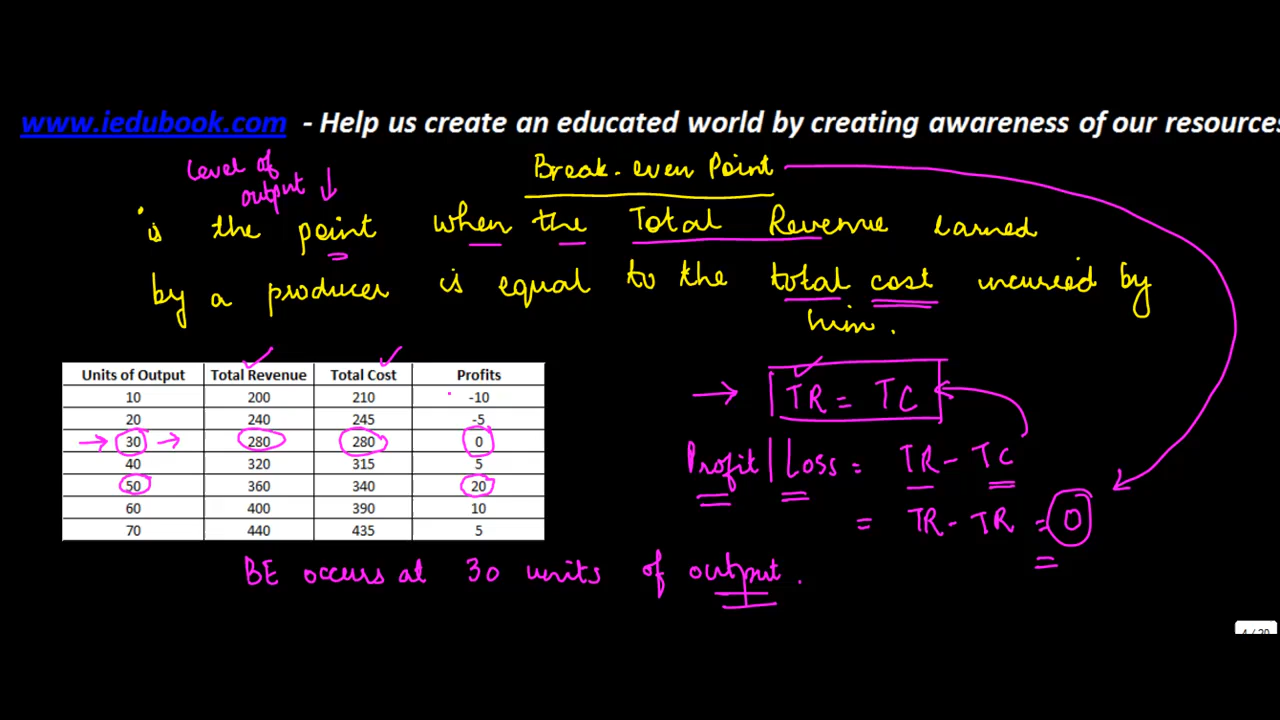 www.iedubook.com - Help us create an educated world by creating awareness of our resources
Level of
output ↓
Break-even Point
is the point when the Total Revenue earned
by a producer is equal to the total cost incurred by
him.
Units of Output Total Revenue Total Cost Profits
10 200 210 -10
20 240 245 -5
→ 30 → 280 280 0
40 320 315 5
50 360 340 20
60 400 390 10
70 440 435 5
→ TR = TC
Profit | Loss = TR - TC
= TR - TR = 0
BE occurs at 30 units of output.
4 / 20